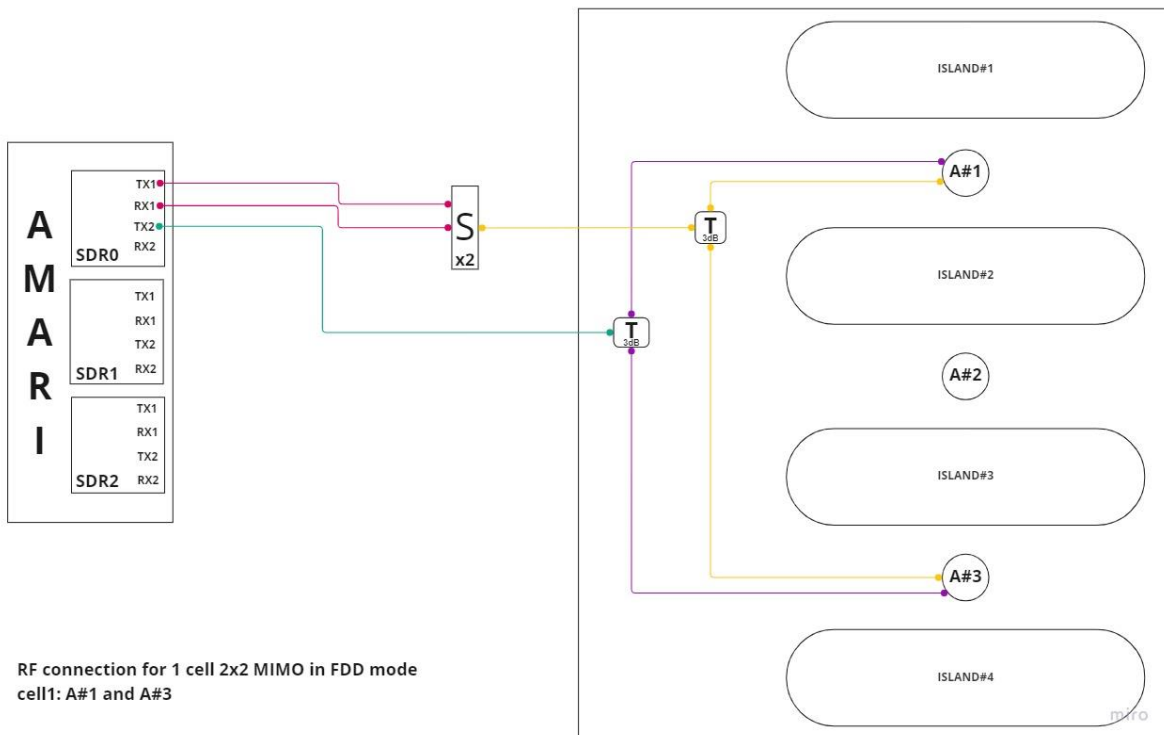 AMARI
TX1
RX1
TX2
RX2
SDR0
TX1
RX1
TX2
RX2
SDR1
TX1
RX1
TX2
RX2
SDR2
S
x2
T
3dB
T
3dB
ISLAND#1
A#1
ISLAND#2
A#2
ISLAND#3
A#3
ISLAND#4
RF connection for 1 cell 2x2 MIMO in FDD mode
cell1: A#1 and A#3
miro